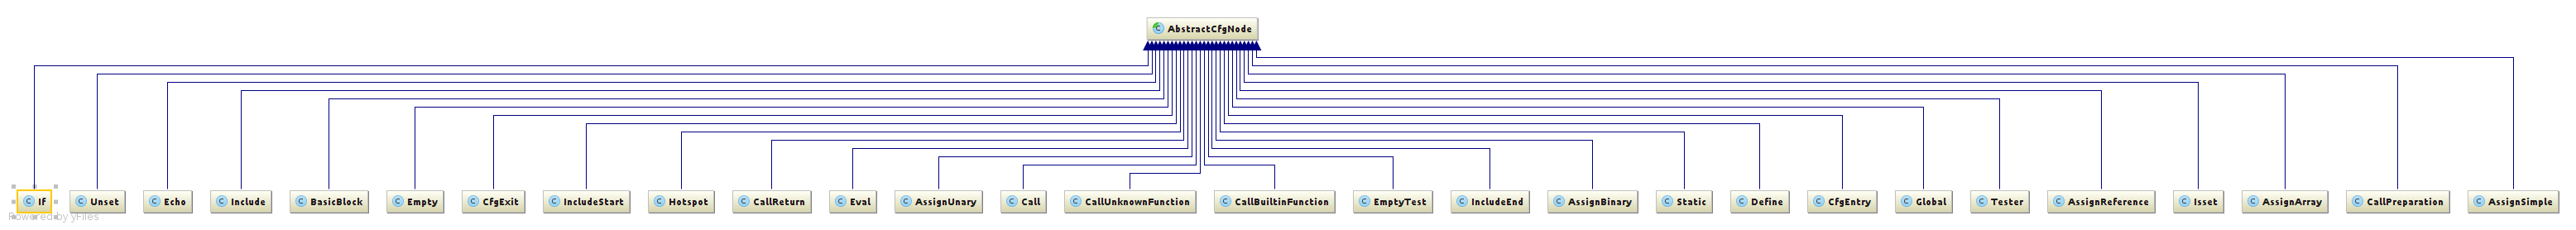 AbstractCfgNode
If
Unset
Echo
Include
BasicBlock
Empty
CfgExit
IncludeStart
Hotspot
CallReturn
Eval
AssignUnary
Call
CallUnknownFunction
CallBuiltinFunction
EmptyTest
IncludeEnd
AssignBinary
Static
Define
CfgEntry
Global
Tester
AssignReference
Isset
AssignArray
CallPreparation
AssignSimple
Powered by yFiles